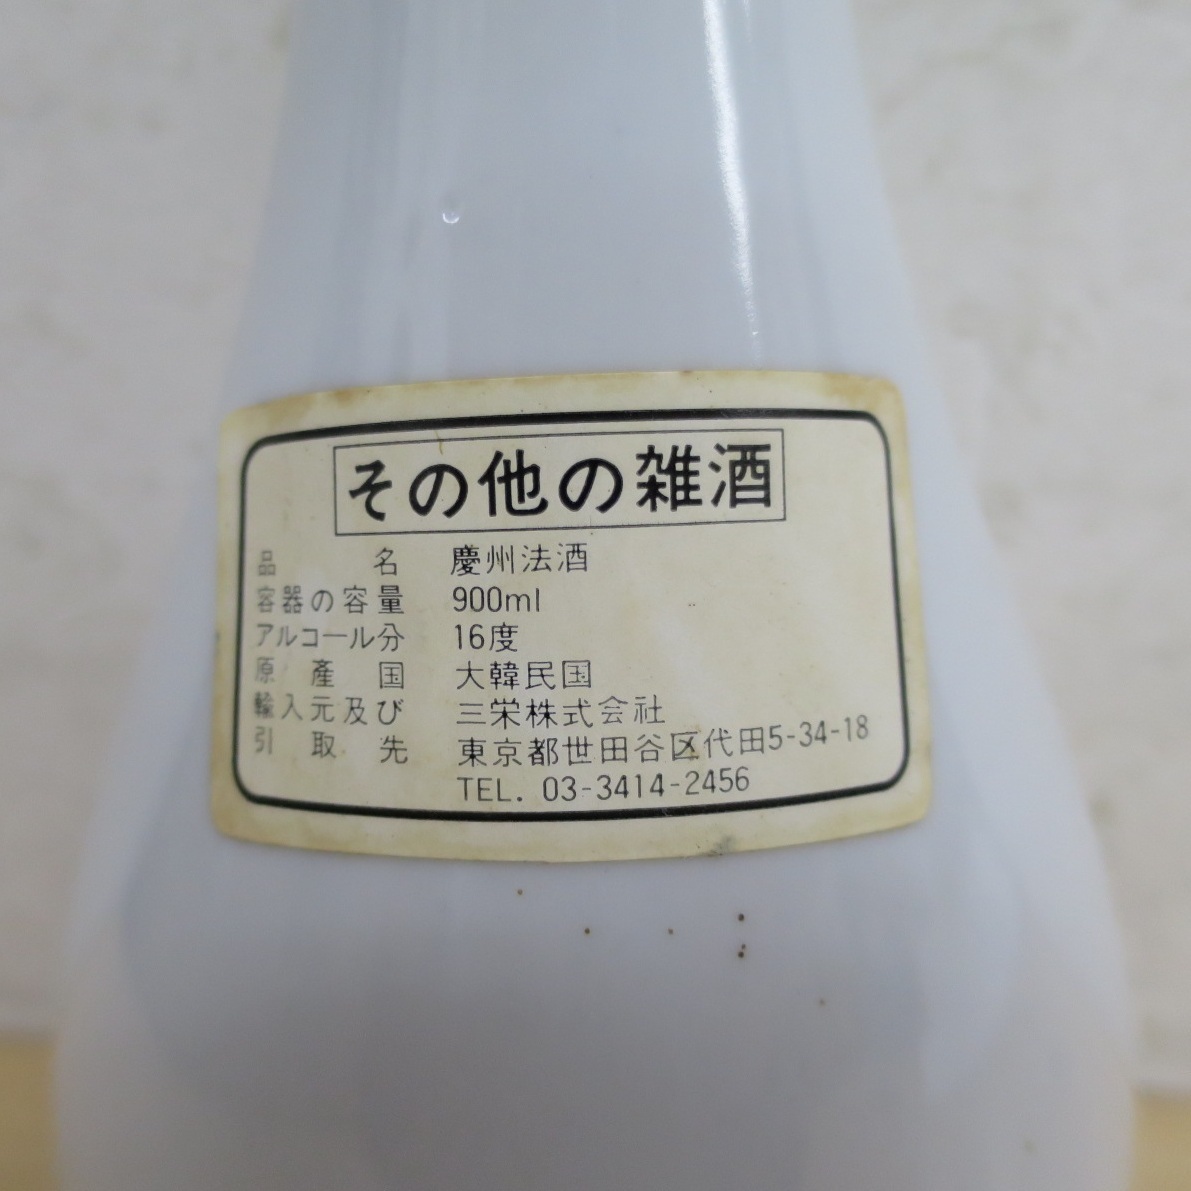 その他の雑酒
品名 慶州法酒
容器の容量 900ml
アルコール分 16度
原産国 大韓民国
輸入元及び 三栄株式会社
引取先 東京都世田谷区代田5-34-18
TEL. 03-3414-2456